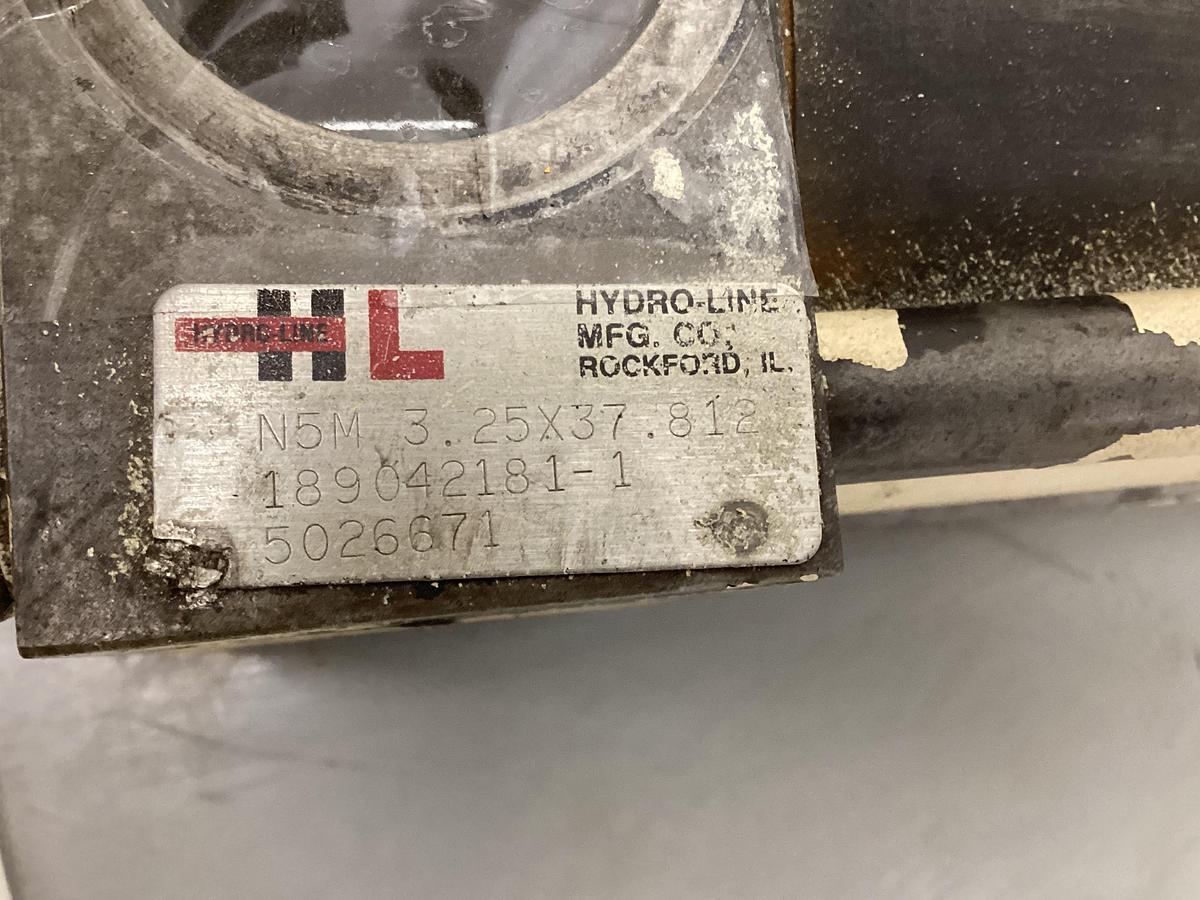 HYDRO-LINE
HL
HYDRO-LINE
MFG. CO.,
ROCKFORD, IL.
N5M 3.25X37.812
189042181-1
5026671